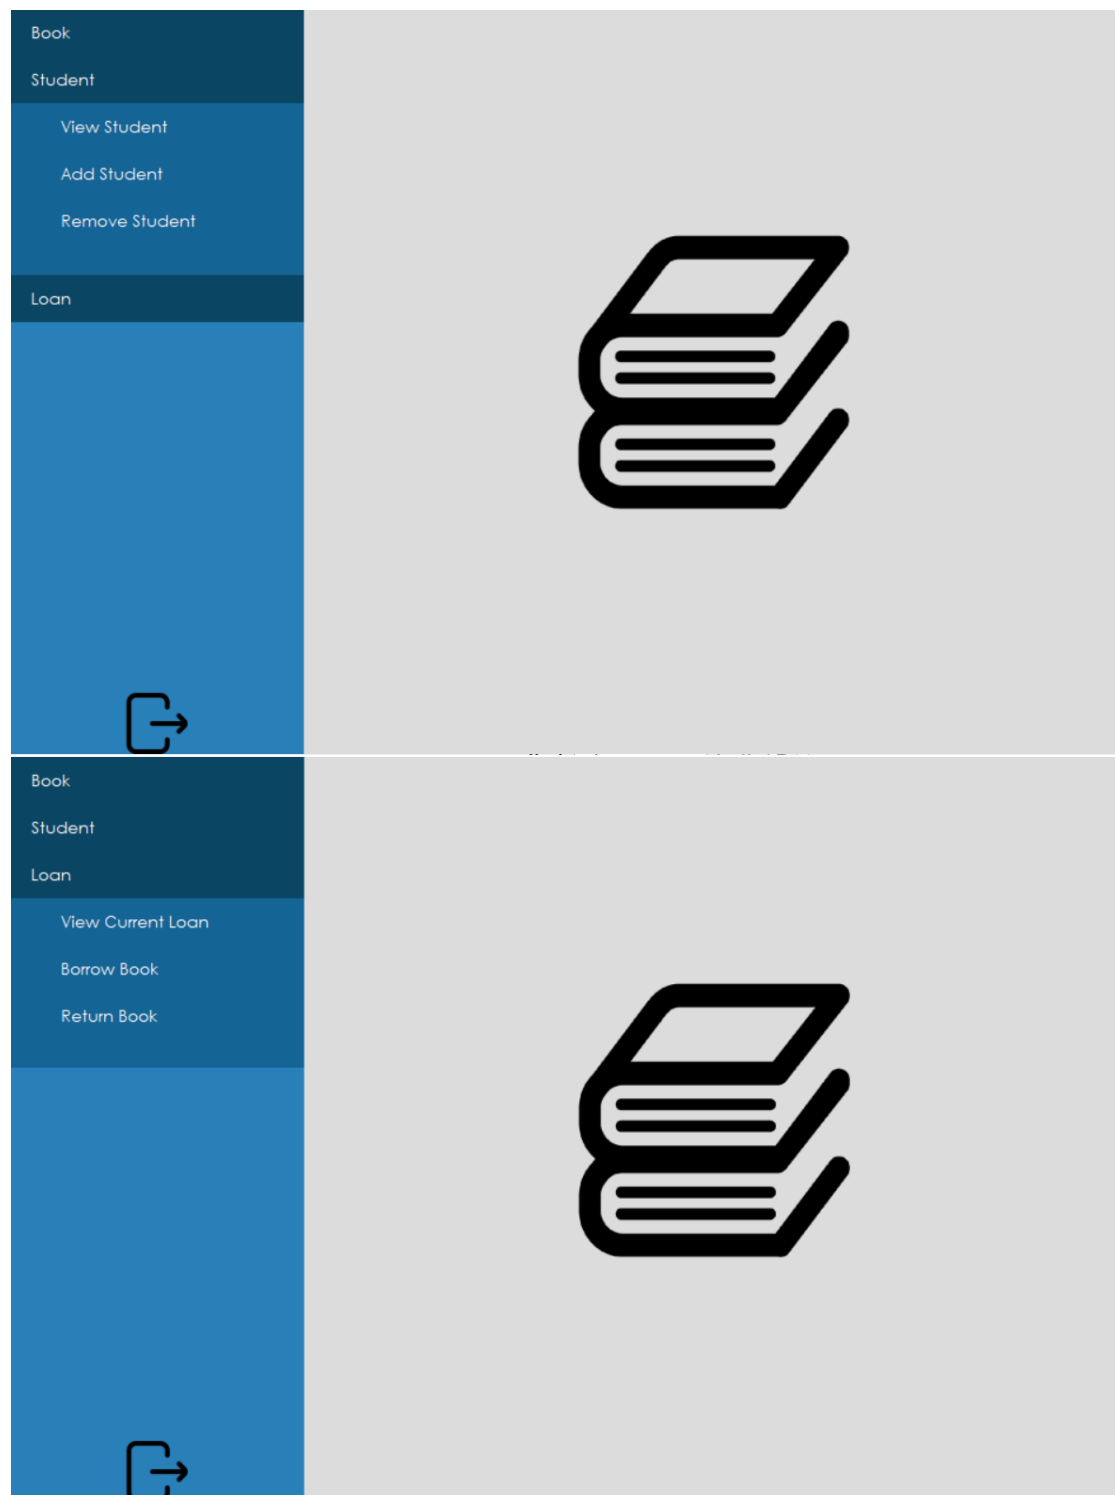 Book
Student
View Student
Add Student
Remove Student
Loan
Book
Student
Loan
View Current Loan
Borrow Book
Return Book